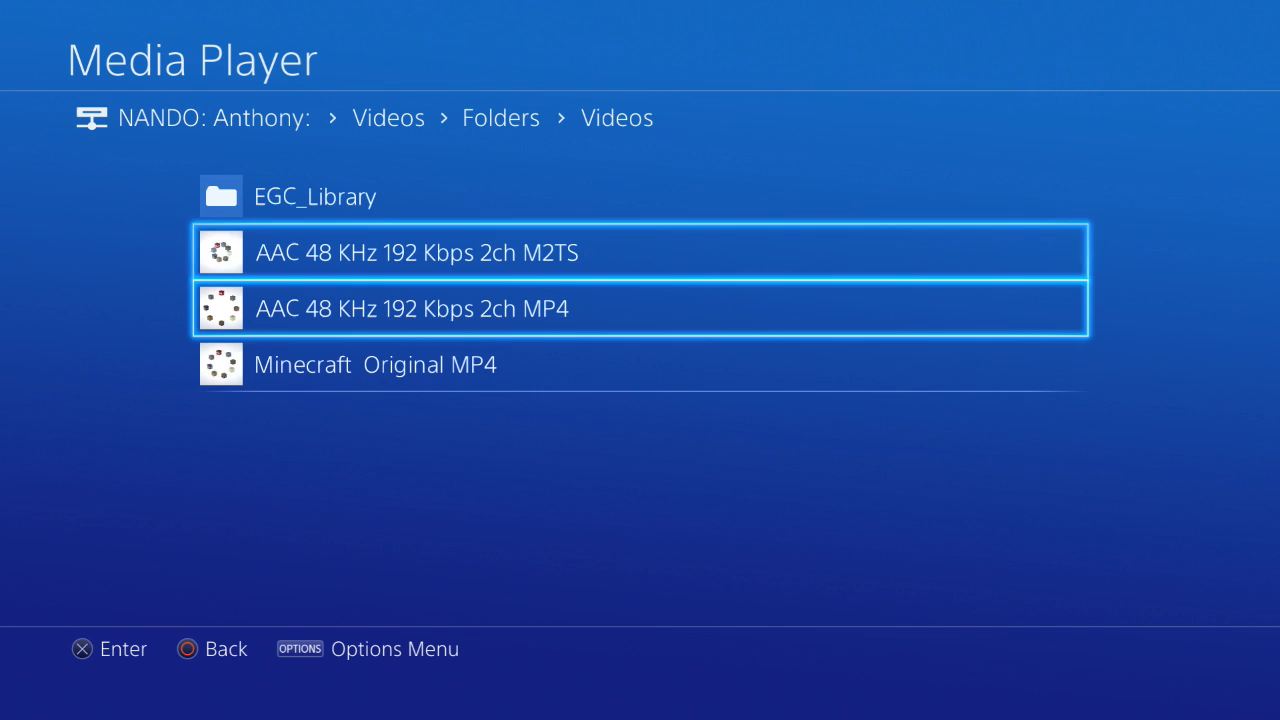 Media Player
NANDO: Anthony: › Videos › Folders › Videos
EGC_Library
AAC 48 KHz 192 Kbps 2ch M2TS
AAC 48 KHz 192 Kbps 2ch MP4
Minecraft  Original MP4
Enter Back OPTIONS Options Menu